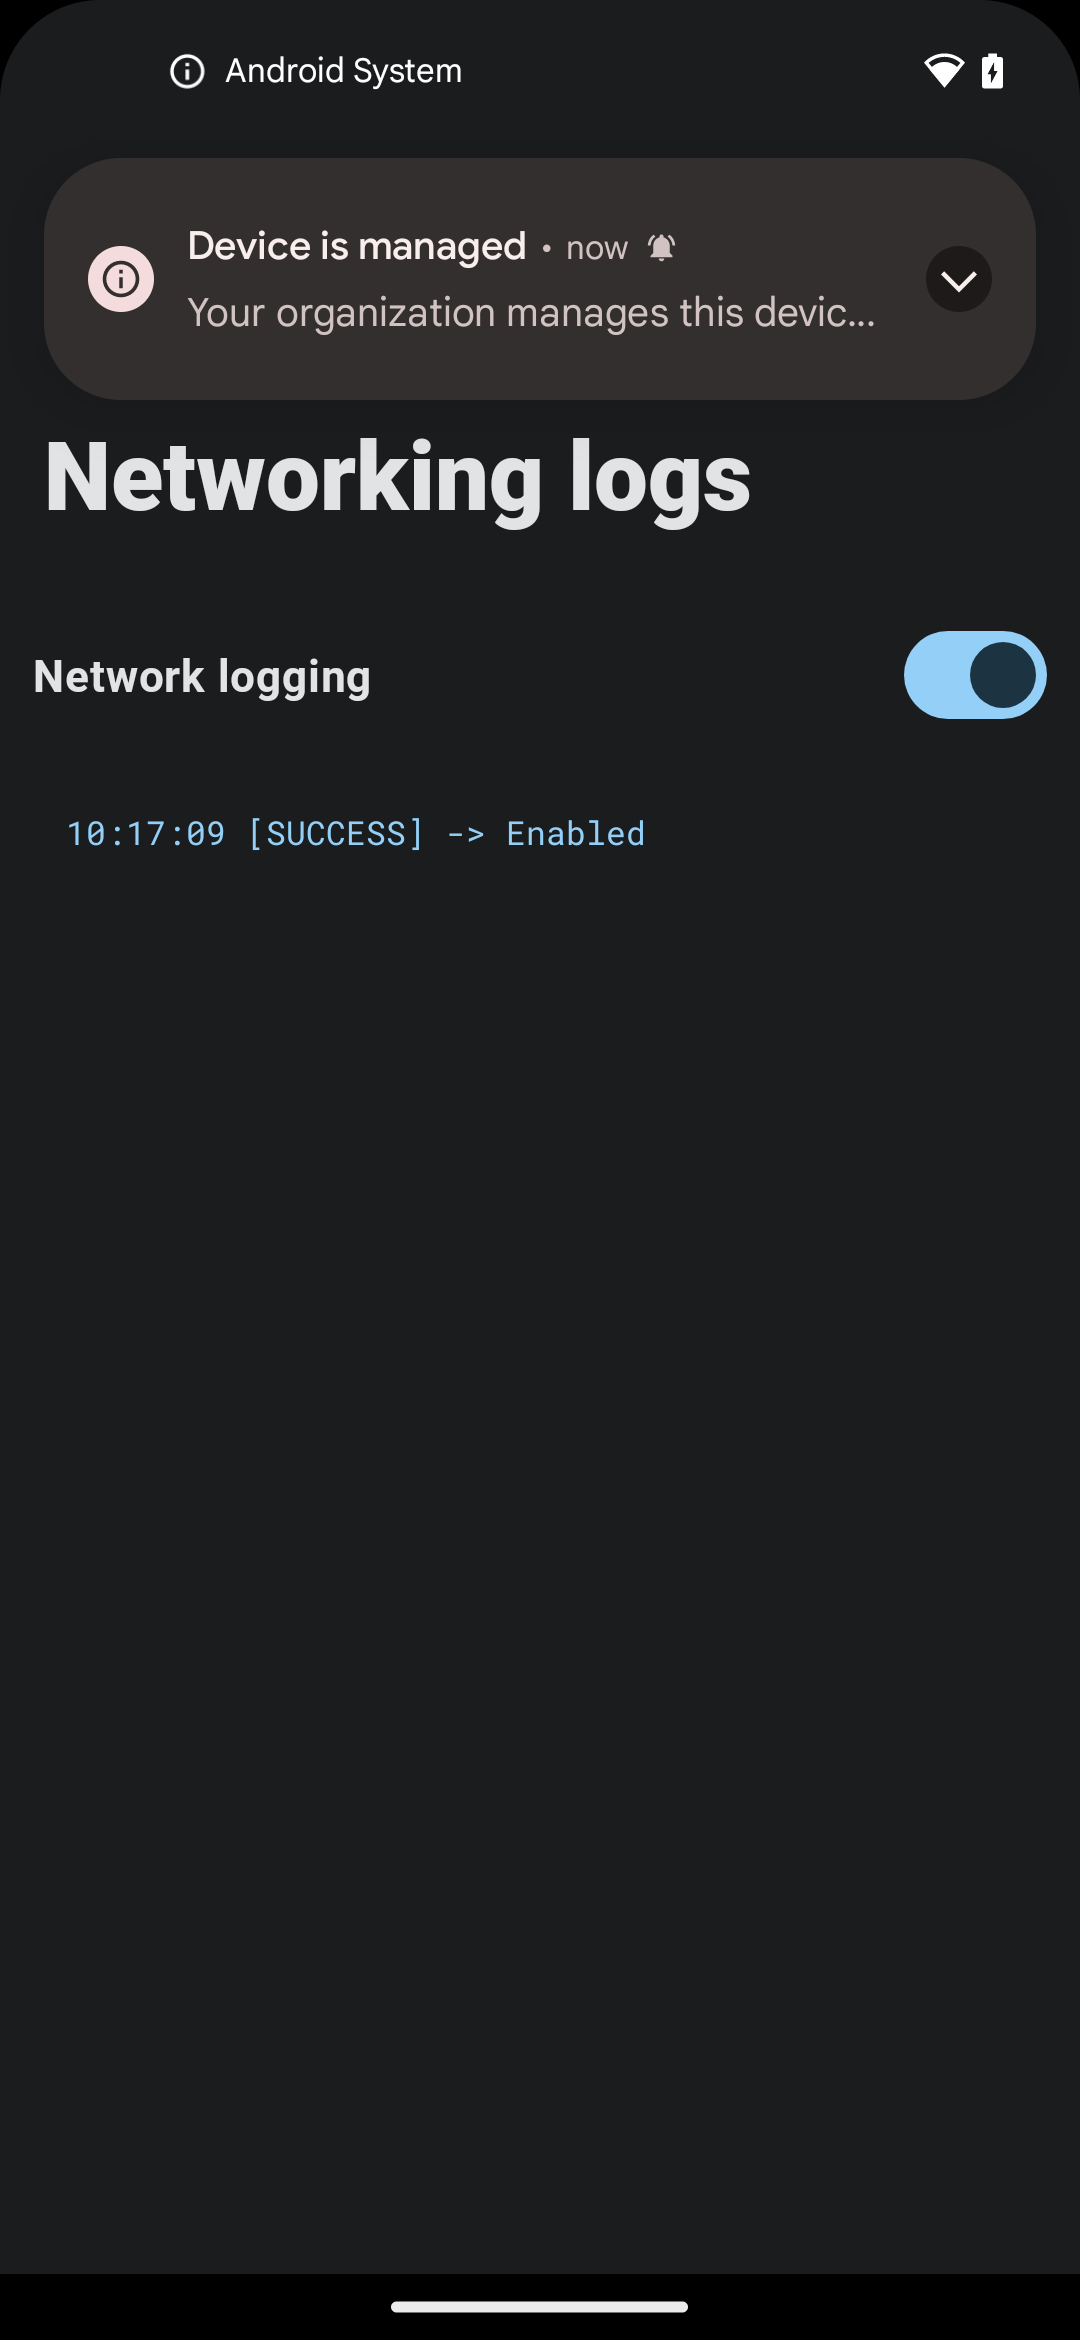 Android System
Device is managed • now
Your organization manages this devic...
Networking logs
Network logging
10:17:09 [SUCCESS] -> Enabled